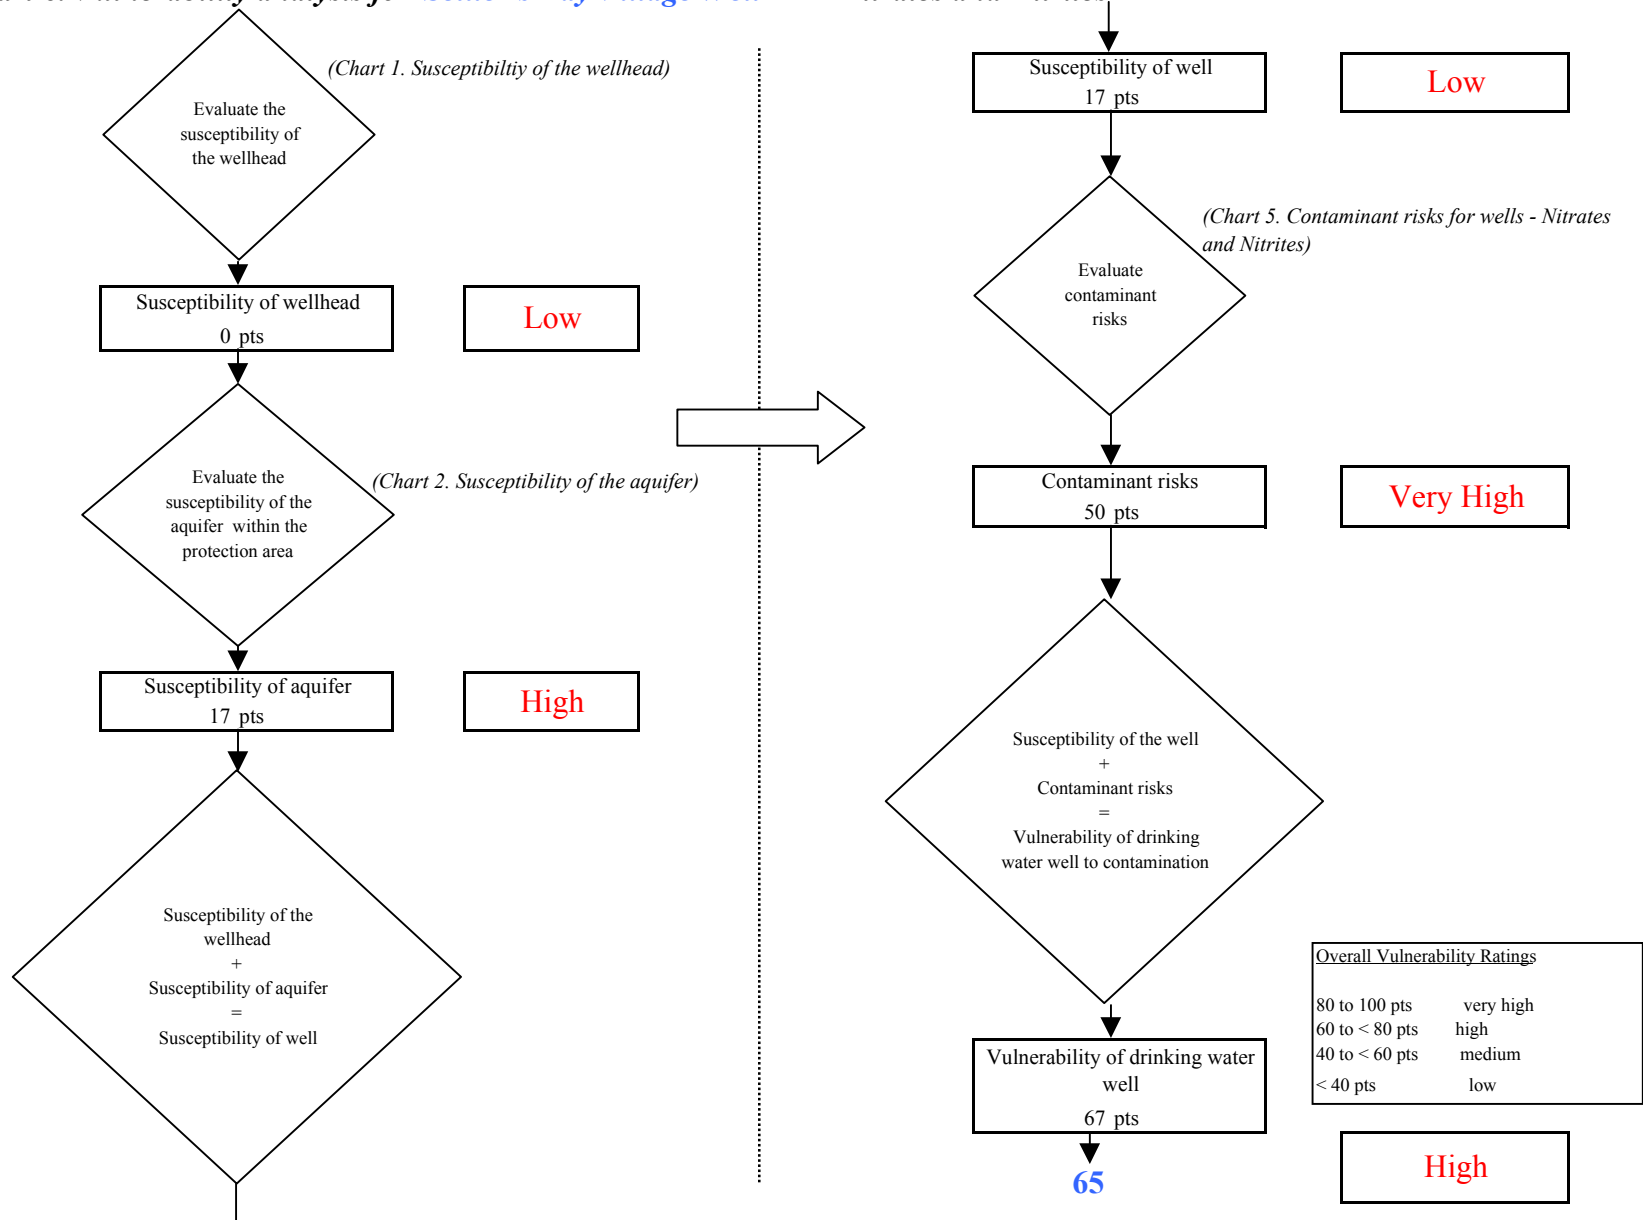 (Chart 1. Susceptibiltiy of the wellhead)
Evaluate the
susceptibility of
the wellhead
Susceptibility of wellhead
0 pts
Low
Evaluate the
susceptibility of the
aquifer within the
protection area
(Chart 2. Susceptibility of the aquifer)
Susceptibility of aquifer
17 pts
High
Susceptibility of the
wellhead
+
Susceptibility of aquifer
=
Susceptibility of well
Susceptibility of well
17 pts
Low
(Chart 5. Contaminant risks for wells - Nitrates
and Nitrites)
Evaluate
contaminant
risks
Contaminant risks
50 pts
Very High
Susceptibility of the well
+
Contaminant risks
=
Vulnerability of drinking
water well to contamination
Overall Vulnerability Ratings
80 to 100 pts very high
60 to < 80 pts high
40 to < 60 pts medium
< 40 pts low
Vulnerability of drinking water
well
67 pts
65
High